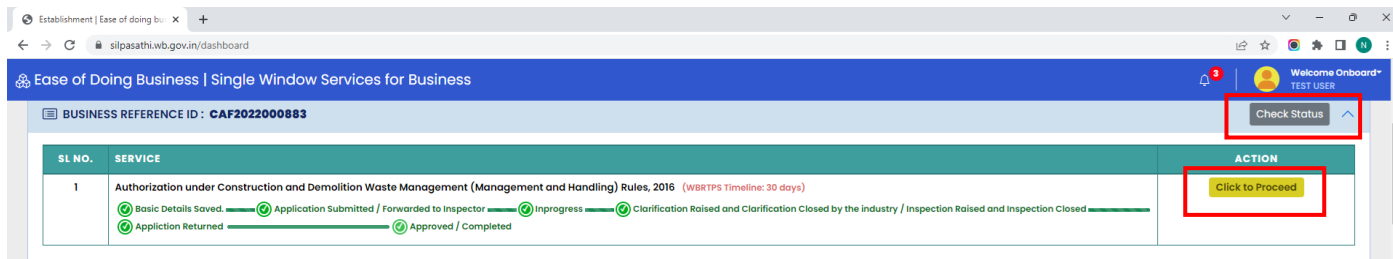 Establishment | Ease of doing bu
silpasathi.wb.gov.in/dashboard
N
Ease of Doing Business | Single Window Services for Business
3
Welcome Onboard
TEST USER
BUSINESS REFERENCE ID : CAF2022000883
Check Status
SL NO. SERVICE ACTION
1 Authorization under Construction and Demolition Waste Management (Management and Handling) Rules, 2016 (WBRTPS Timeline: 30 days) Click to Proceed
Basic Details Saved. Application Submitted / Forwarded to Inspector Inprogress Clarification Raised and Clarification Closed by the industry / Inspection Raised and Inspection Closed
Appliction Returned Approved / Completed